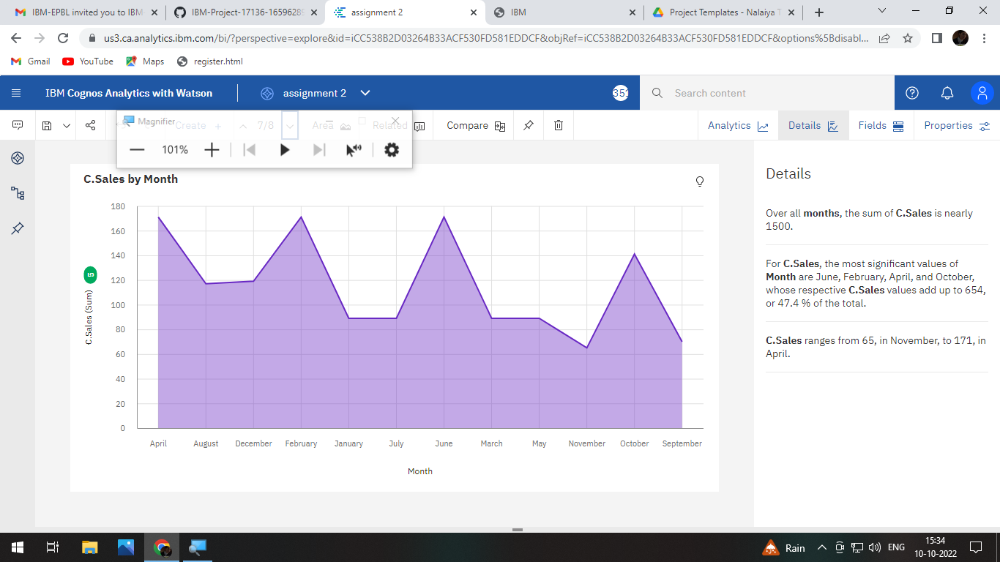 IBM-EPBL invited you to IBM
IBM-Project-17136-16596289
assignment 2
IBM
Project Templates - Nalaiya T
us3.ca.analytics.ibm.com/bi/?perspective=explore&id=iCC538B2D03264B33ACF530FD581EDDCF&objRef=iCC538B2D03264B33ACF530FD581EDDCF&options%5Bdisabl...
Gmail YouTube Maps register.html
IBM Cognos Analytics with Watson
assignment 2
351
Search content
Magnifier
Create 7/8 Area Related
Compare
Analytics Details Fields Properties
101%
C.Sales by Month
180
160
140
120
100
80
60
40
20
0
5
C.Sales (Sum)
April August December February January July June March May November October September
Month
Details
Over all months, the sum of C.Sales is nearly
1500.
For C.Sales, the most significant values of
Month are June, February, April, and October,
whose respective C.Sales values add up to 654,
or 47.4 % of the total.
C.Sales ranges from 65, in November, to 171, in
April.
Rain
ENG
15:34
10-10-2022